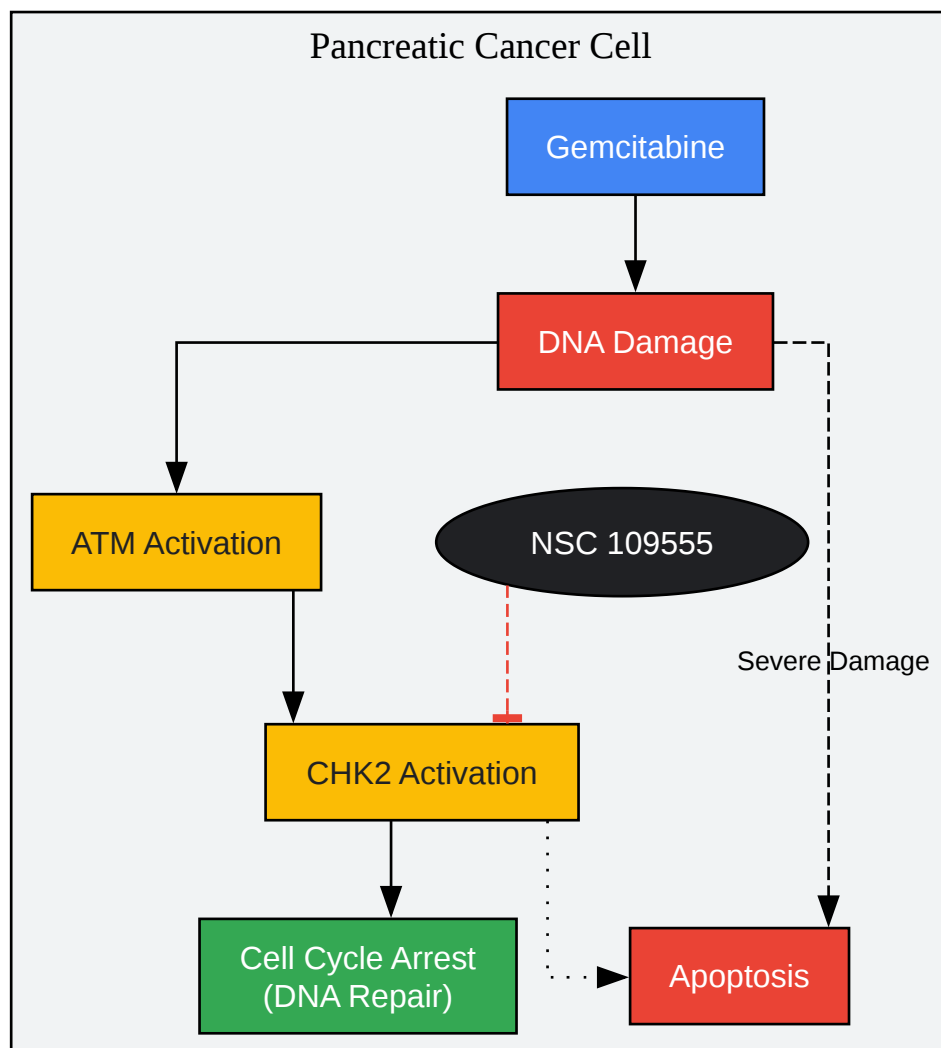 Pancreatic Cancer Cell
Gemcitabine
DNA Damage
ATM Activation
NSC 109555
Severe Damage
CHK2 Activation
Cell Cycle Arrest
(DNA Repair)
Apoptosis